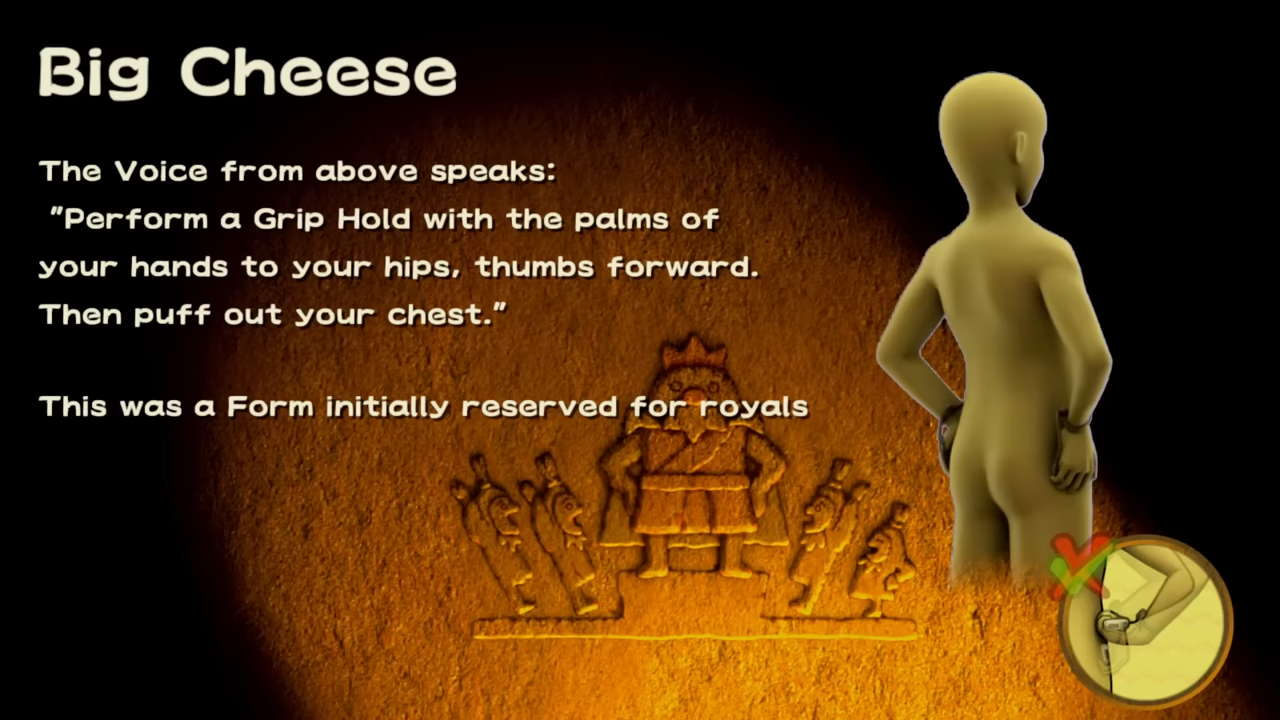 Big Cheese
The Voice from above speaks:
"Perform a Grip Hold with the palms of
your hands to your hips, thumbs forward.
Then puff out your chest."
This was a Form initially reserved for royals